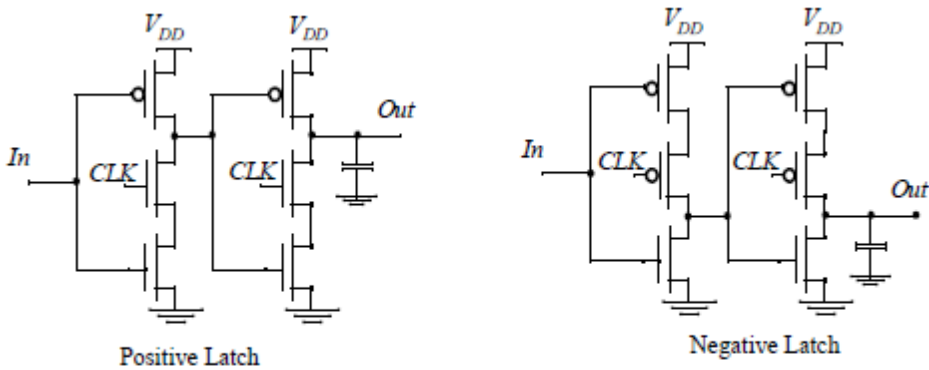 V_DD V_DD
In CLK CLK Out
Positive Latch
V_DD V_DD
In CLK CLK Out
Negative Latch